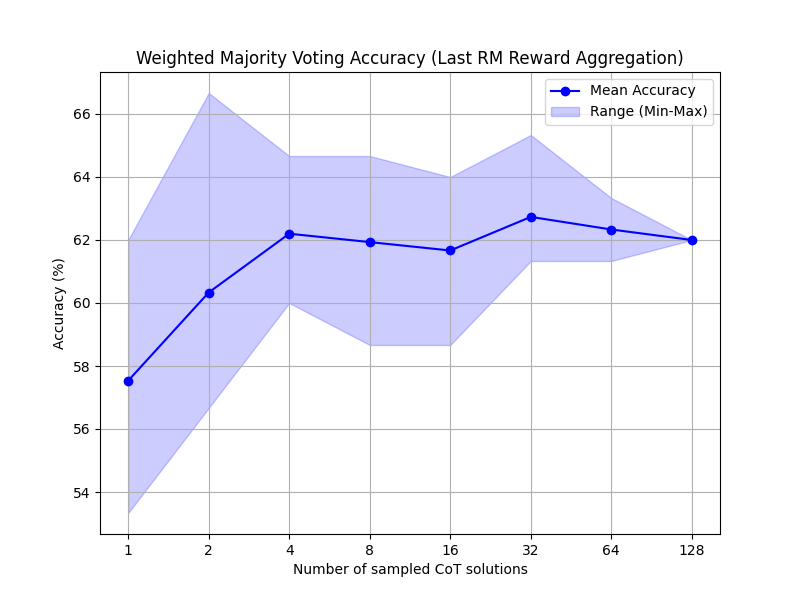 Weighted Majority Voting Accuracy (Last RM Reward Aggregation)
Mean Accuracy
Range (Min-Max)
Accuracy (%)
66
64
62
60
58
56
54
1 2 4 8 16 32 64 128
Number of sampled CoT solutions